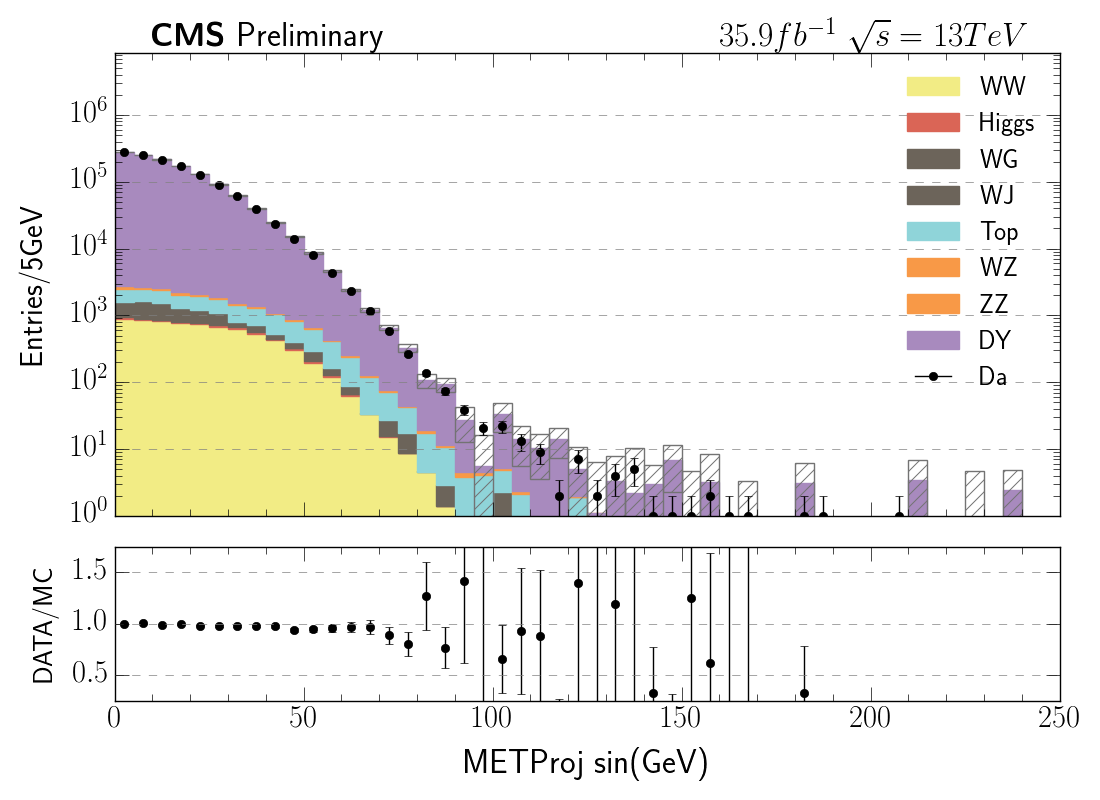 CMS Preliminary 35.9fb⁻¹ √s = 13TeV
Entries/5GeV
10⁶
10⁵
10⁴
10³
10²
10¹
10⁰
WW
Higgs
WG
WJ
Top
WZ
ZZ
DY
Da
DATA/MC
1.5
1.0
0.5
0 50 100 150 200 250
METProj sin(GeV)